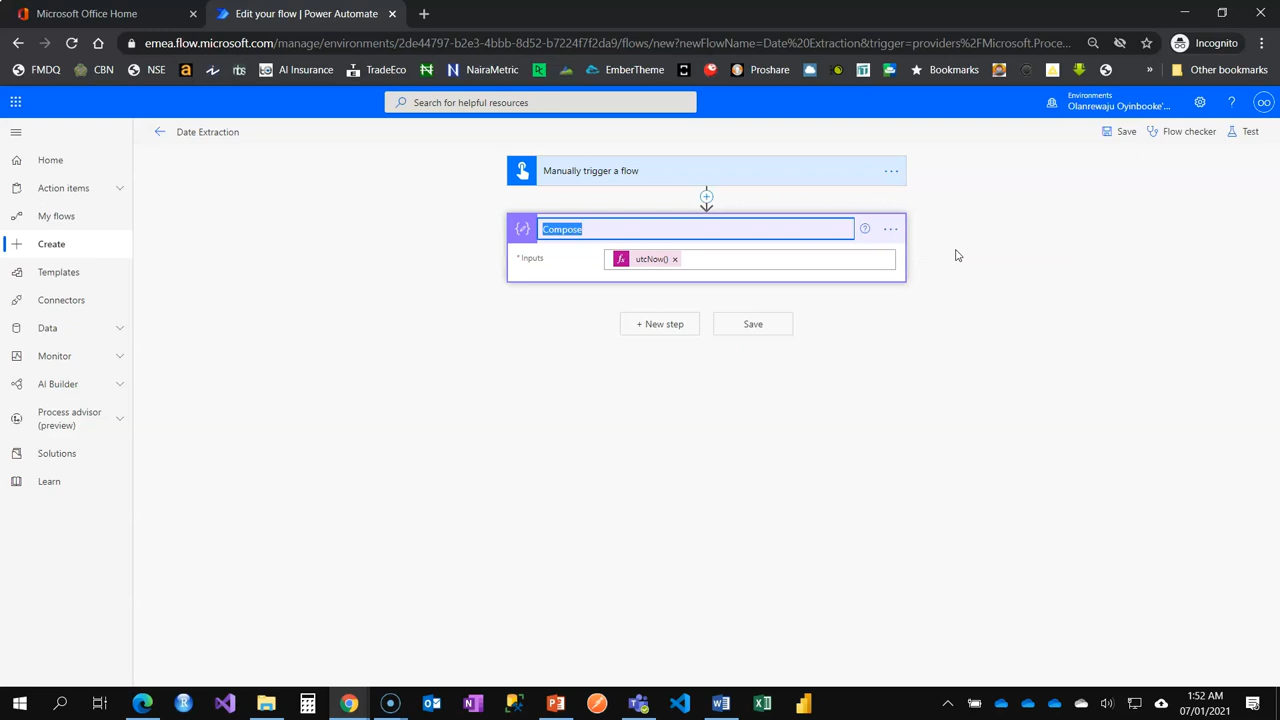 Microsoft Office Home
Edit your flow | Power Automate
emea.flow.microsoft.com/manage/environments/2de44797-b2e2-4bbb-8d52-b7224f7f2da9/flows/new?newFlowName=Date%20Extraction&trigger=providers%2FMicrosoft.Proce...
Incognito
FMDQ
CBN
NSE
AI Insurance
TradeEco
NairaMetric
EmberTheme
Proshare
Bookmarks
»
Other bookmarks
Search for helpful resources
Environments
Olanrewaju Oyinbooke'...
?
OO
Date Extraction
Save
Flow checker
Test
Home
Action items
My flows
Create
Templates
Connectors
Data
Monitor
AI Builder
Process advisor
(preview)
Solutions
Learn
Manually trigger a flow
Compose
* Inputs
fx utcNow() ×
+ New step
Save
1:52 AM
07/01/2021